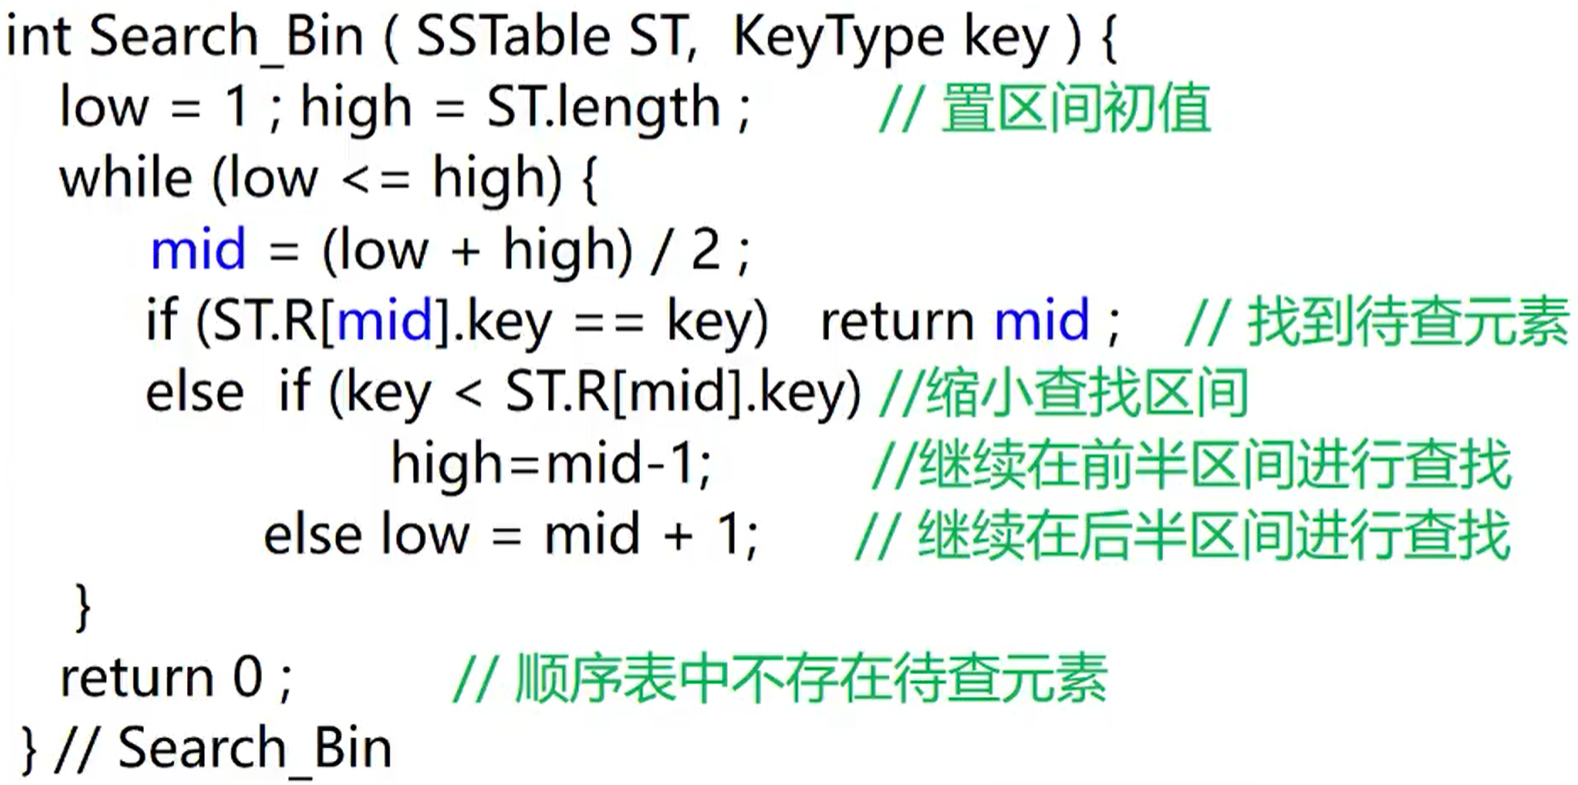 int Search_Bin ( SSTable ST, KeyType key ) {
low = 1 ; high = ST.length ; // 置区间初值
while (low <= high) {
mid = (low + high) / 2 ;
if (ST.R[mid].key == key) return mid ; // 找到待查元素
else if (key < ST.R[mid].key) //缩小查找区间
high=mid-1; //继续在前半区间进行查找
else low = mid + 1; // 继续在后半区间进行查找
}
return 0 ; // 顺序表中不存在待查元素
} // Search_Bin